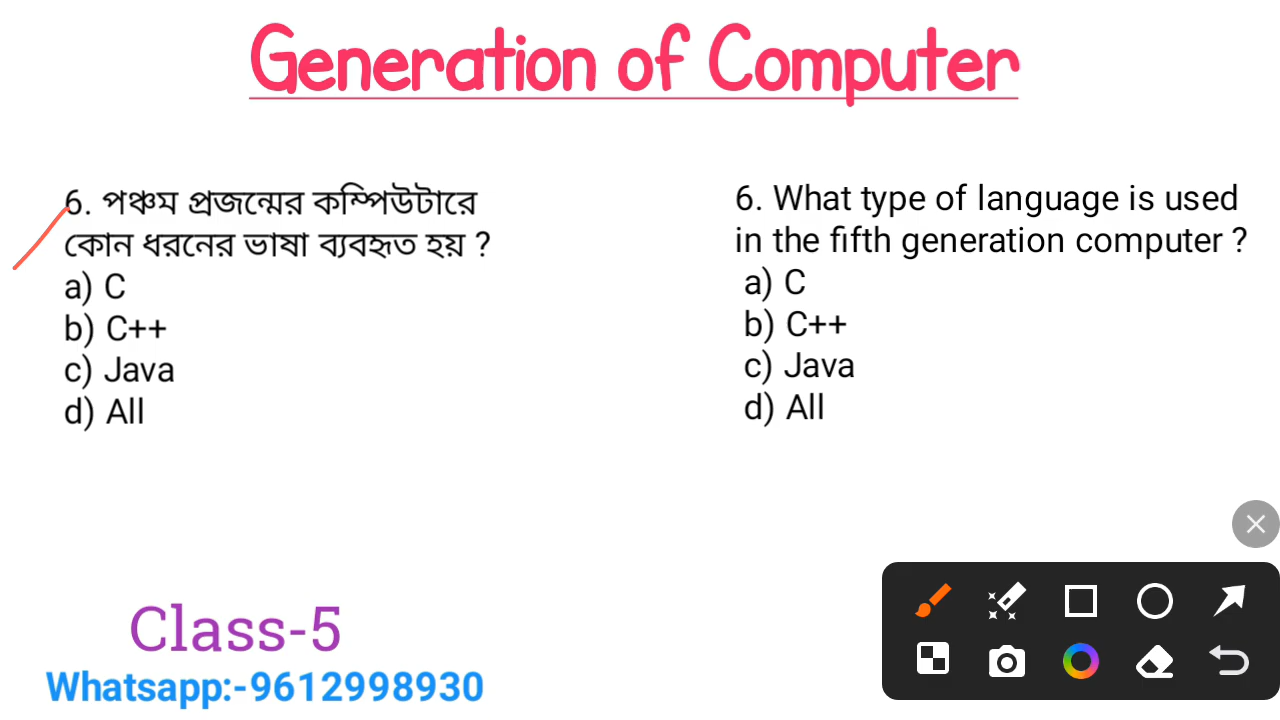 Generation of Computer
6. পঞ্চম প্রজন্মের কম্পিউটারে
কোন ধরনের ভাষা ব্যবহৃত হয় ?
a) C
b) C++
c) Java
d) All
6. What type of language is used
in the fifth generation computer ?
a) C
b) C++
c) Java
d) All
Class-5
Whatsapp:-9612998930